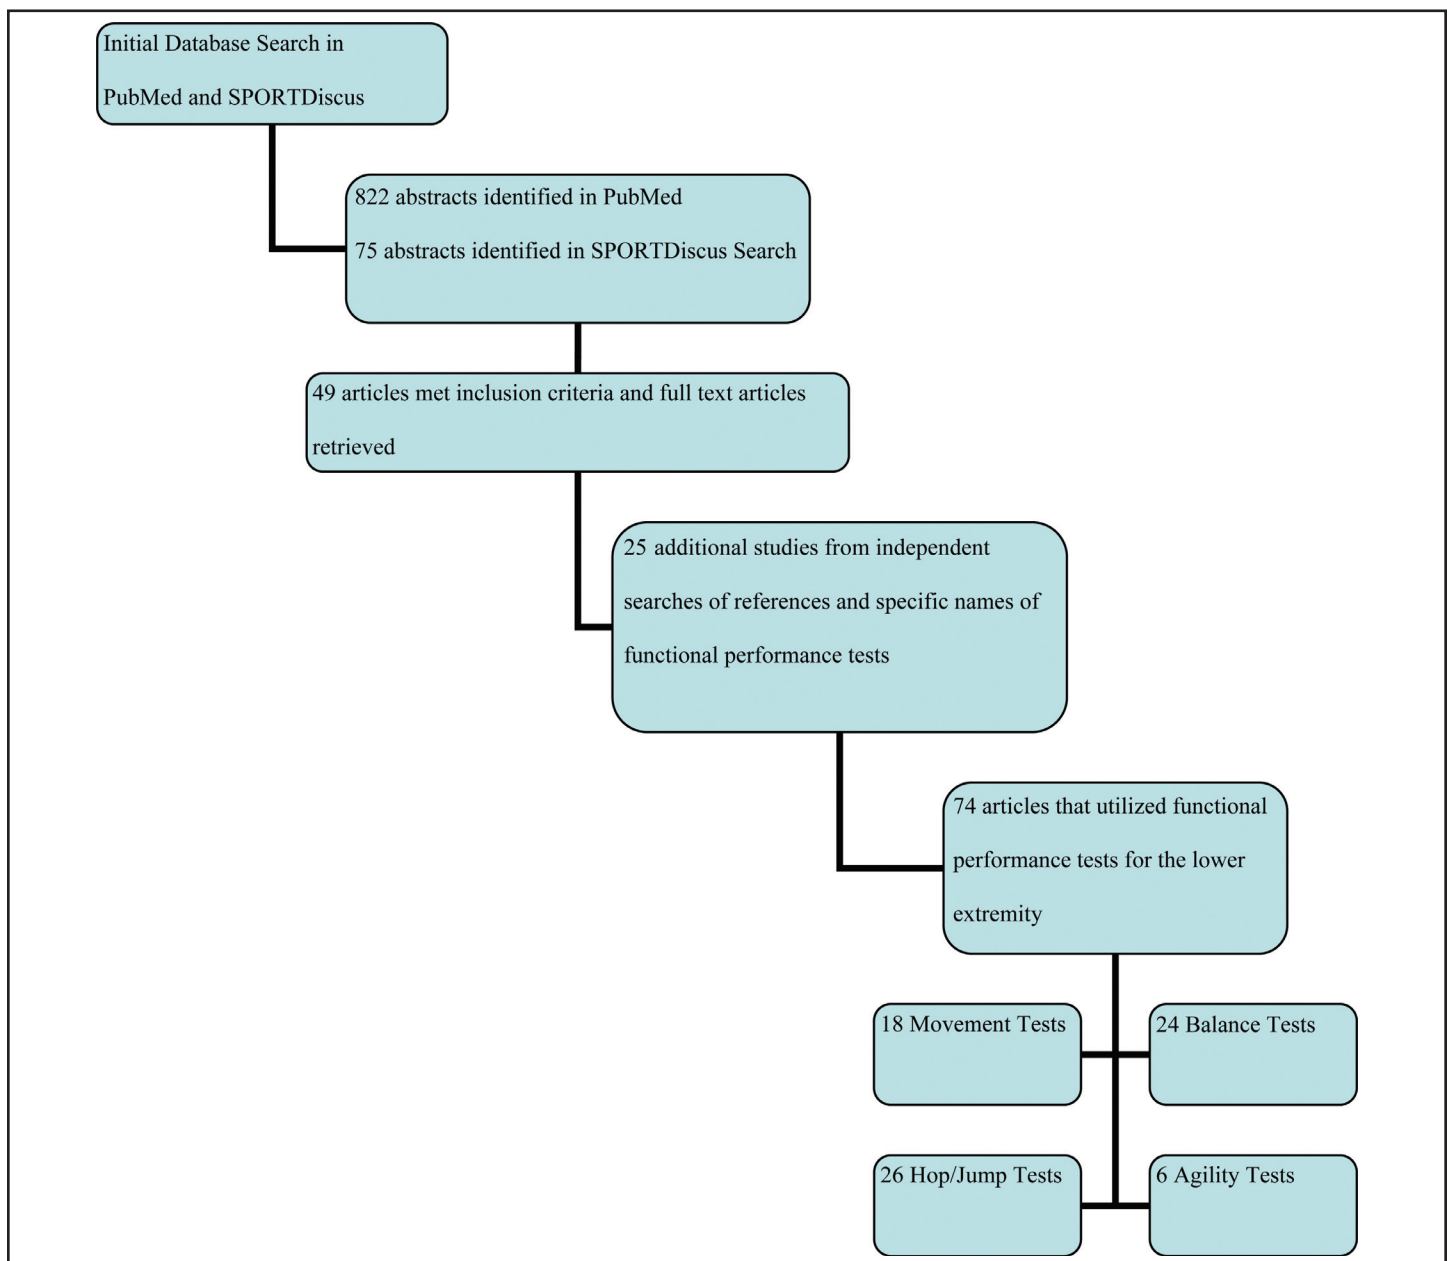 Initial Database Search in
PubMed and SPORTDiscus
822 abstracts identified in PubMed
75 abstracts identified in SPORTDiscus Search
49 articles met inclusion criteria and full text articles
retrieved
25 additional studies from independent
searches of references and specific names of
functional performance tests
74 articles that utilized functional
performance tests for the lower
extremity
18 Movement Tests
24 Balance Tests
26 Hop/Jump Tests
6 Agility Tests